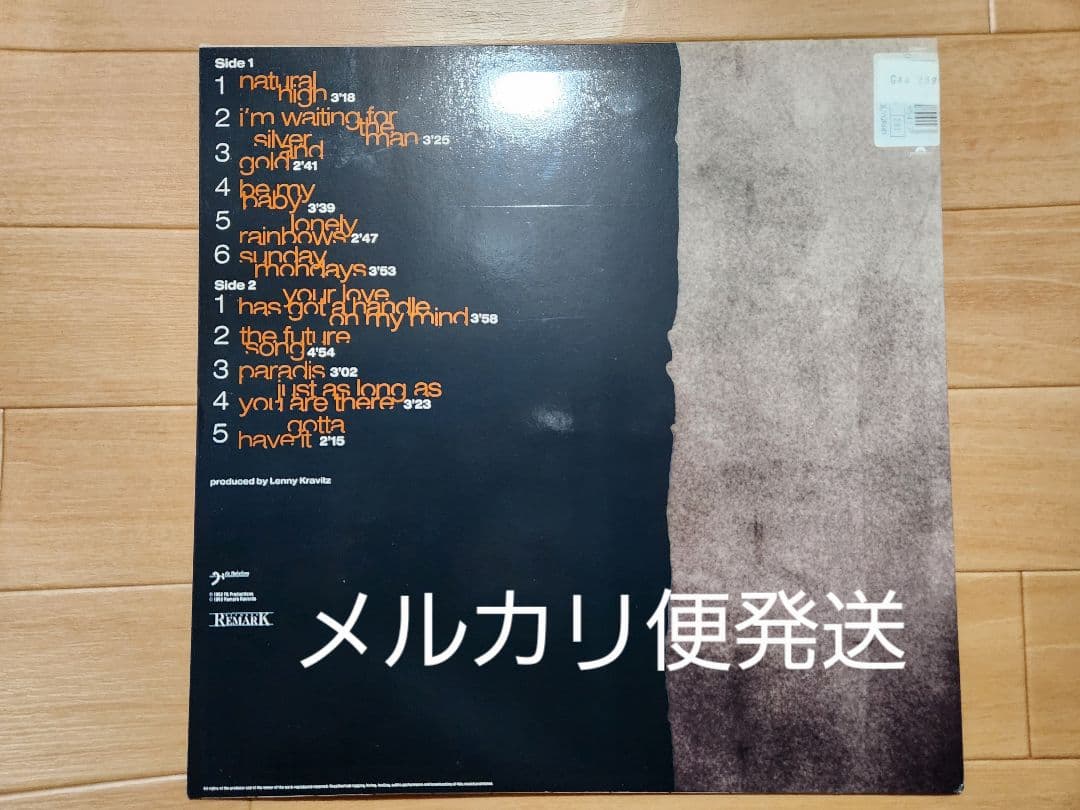 Side 1
1 natural high 3'18
2 i'm waiting for the man 3'25
3 silver and gold 2'41
4 be my baby 3'39
5 lonely rainbows 2'47
6 sunday mondays 3'53
Side 2
1 your love has got a handle on my mind 3'58
2 the future song 4'54
3 paradis 3'02
4 just as long as you are there 3'23
5 gotta have it 2'15
produced by Lenny Kravitz
REMARK
メルカリ便発送